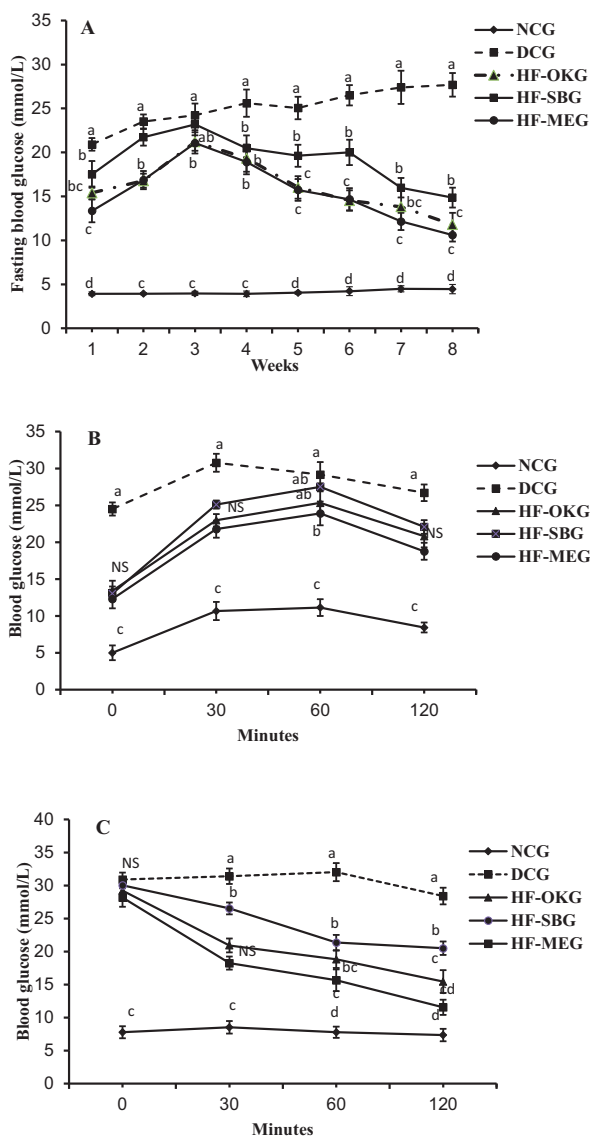 A
Fasting blood glucose (mmol/L)
35
30
25
20
15
10
5
0
a a a a a a a a
b b b b b b
bc b b ab b c c bc c
c b b c c c
d c c c d d d d
1 2 3 4 5 6 7 8
Weeks
NCG
DCG
HF-OKG
HF-SBG
HF-MEG
B
Blood glucose (mmol/L)
35
30
25
20
15
10
5
0
a a a a
ab
ab
NS NS b NS
c c c c
0 30 60 120
Minutes
NCG
DCG
HF-OKG
HF-SBG
HF-MEG
C
Blood glucose (mmol/L)
40
35
30
25
20
15
10
5
0
NS a a a
b b b
NS bc c
c cd
c c d d
0 30 60 120
Minutes
NCG
DCG
HF-OKG
HF-SBG
HF-MEG